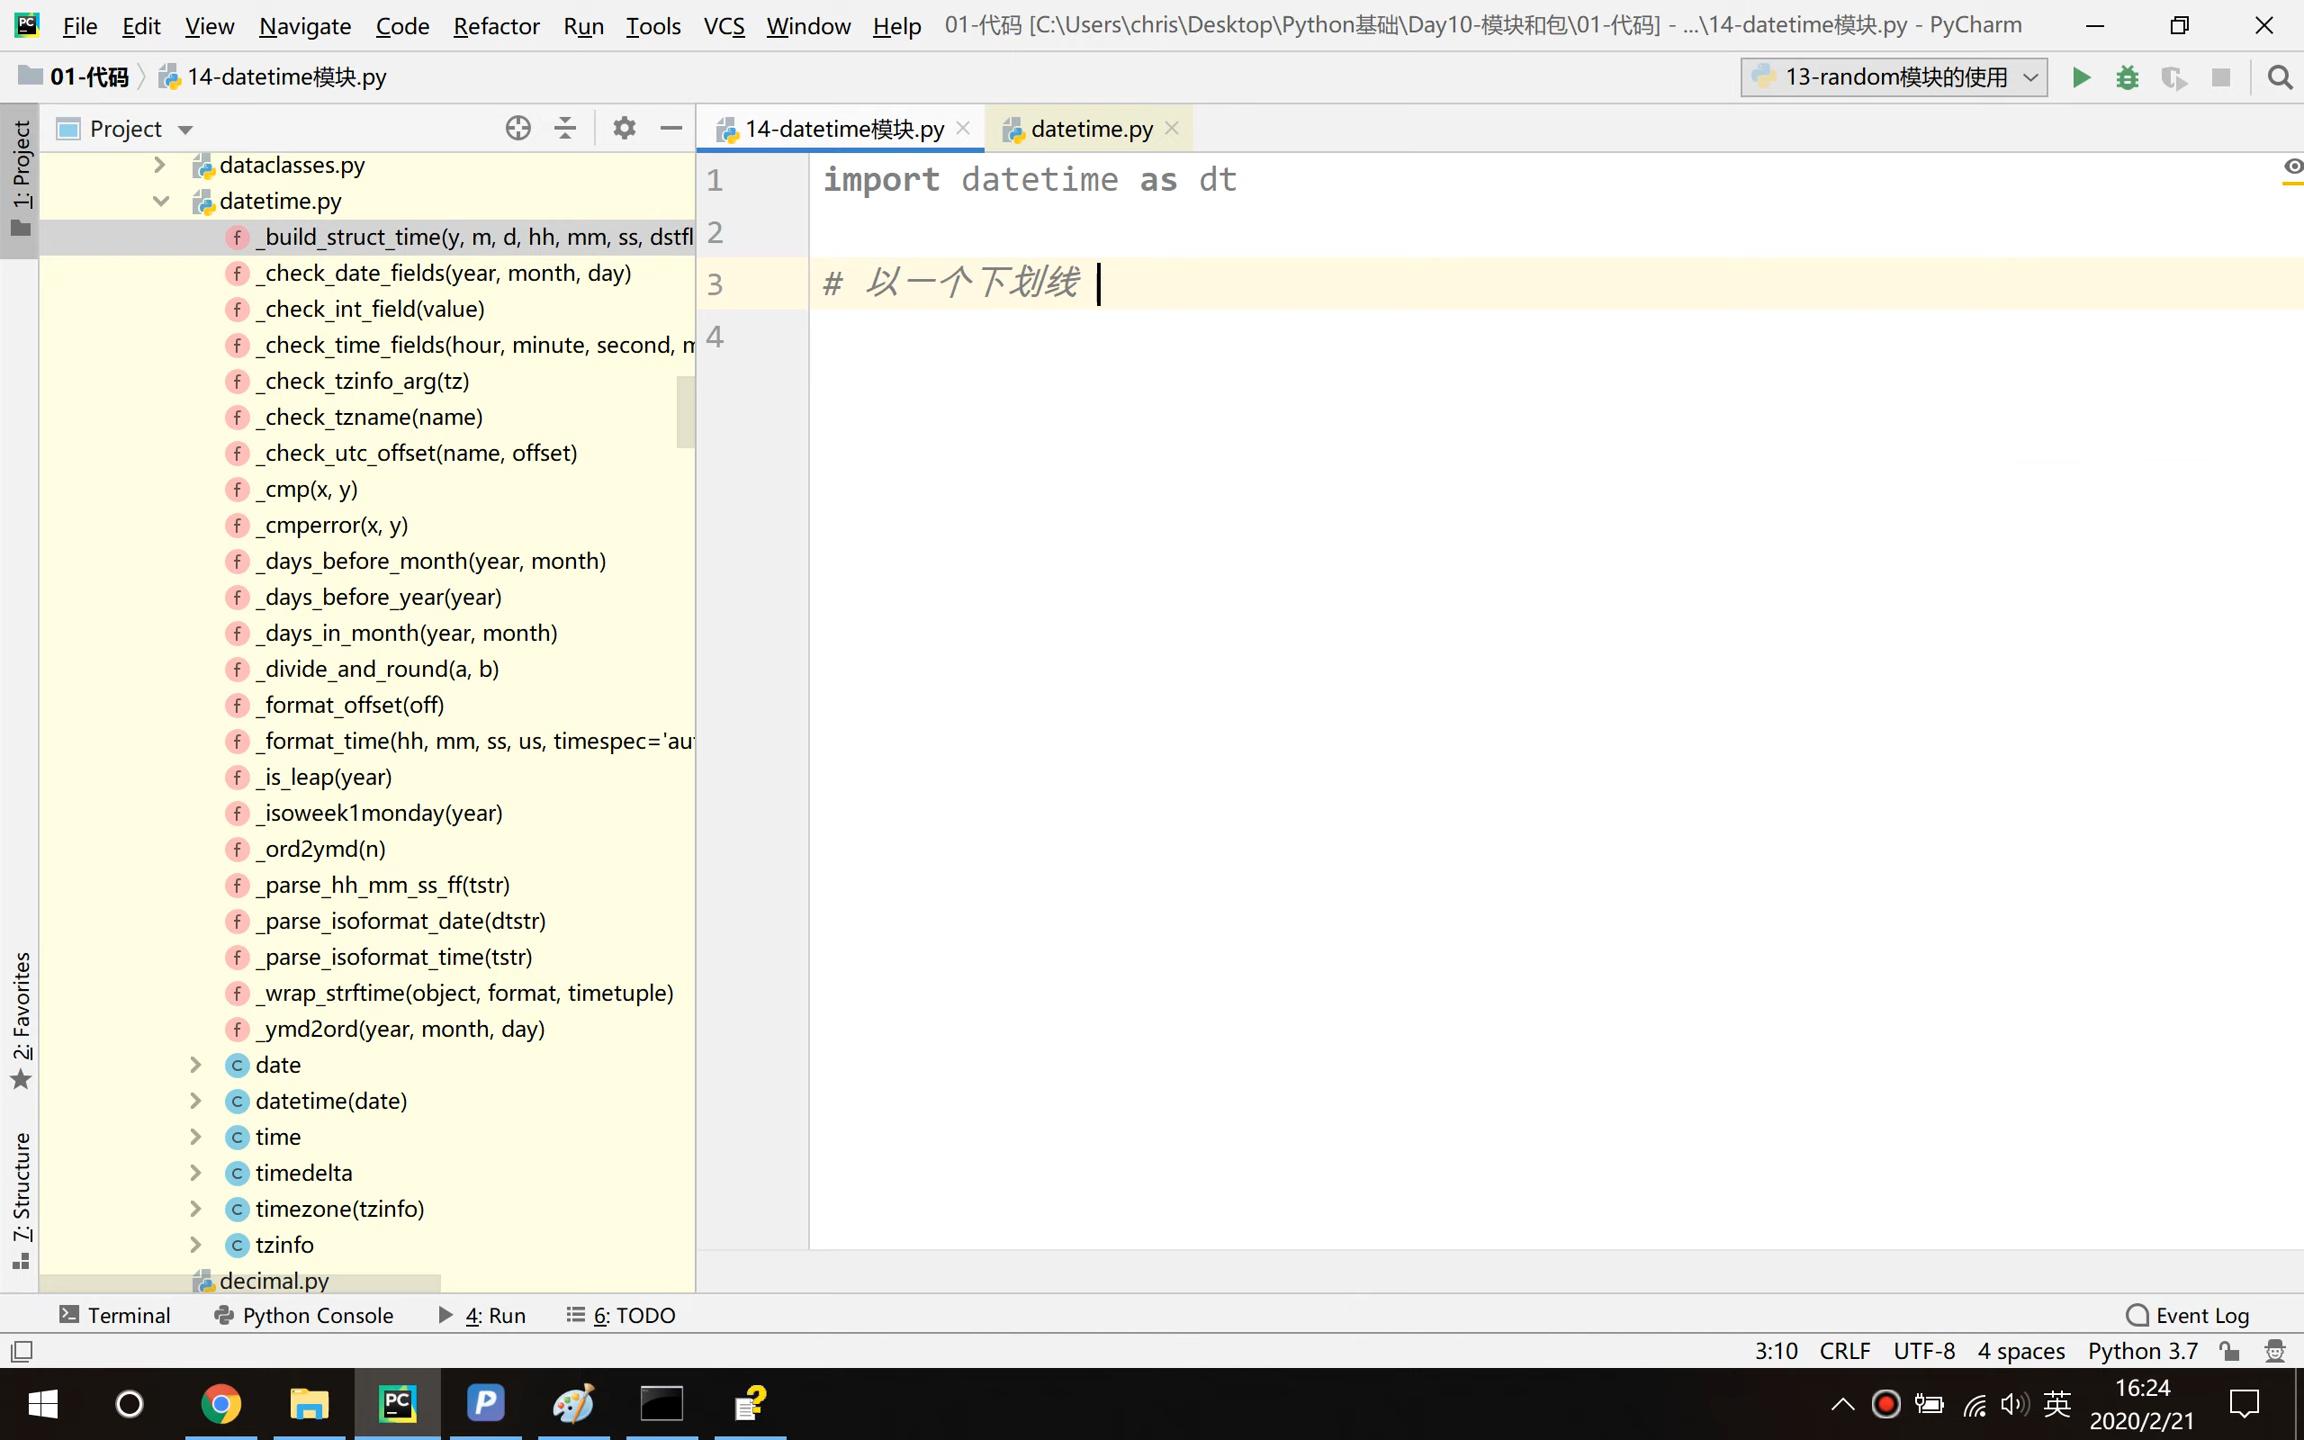 File Edit View Navigate Code Refactor Run Tools VCS Window Help 01-代码 [C:\Users\chris\Desktop\Python基础\Day10-模块和包\01-代码] - ...\14-datetime模块.py - PyCharm
01-代码 14-datetime模块.py 13-random模块的使用
Project 14-datetime模块.py datetime.py
1: Project
dataclasses.py
datetime.py
_build_struct_time(y, m, d, hh, mm, ss, dstfl
_check_date_fields(year, month, day)
_check_int_field(value)
_check_time_fields(hour, minute, second, m
_check_tzinfo_arg(tz)
_check_tzname(name)
_check_utc_offset(name, offset)
_cmp(x, y)
_cmperror(x, y)
_days_before_month(year, month)
_days_before_year(year)
_days_in_month(year, month)
_divide_and_round(a, b)
_format_offset(off)
_format_time(hh, mm, ss, us, timespec='au
_is_leap(year)
_isoweek1monday(year)
_ord2ymd(n)
_parse_hh_mm_ss_ff(tstr)
_parse_isoformat_date(dtstr)
_parse_isoformat_time(tstr)
_wrap_strftime(object, format, timetuple)
_ymd2ord(year, month, day)
date
datetime(date)
time
timedelta
timezone(tzinfo)
tzinfo
decimal.py
2: Favorites
7: Structure
1 import datetime as dt
2
3 # 以一个下划线
4
Terminal Python Console 4: Run 6: TODO Event Log
3:10 CRLF UTF-8 4 spaces Python 3.7
英 16:24
2020/2/21